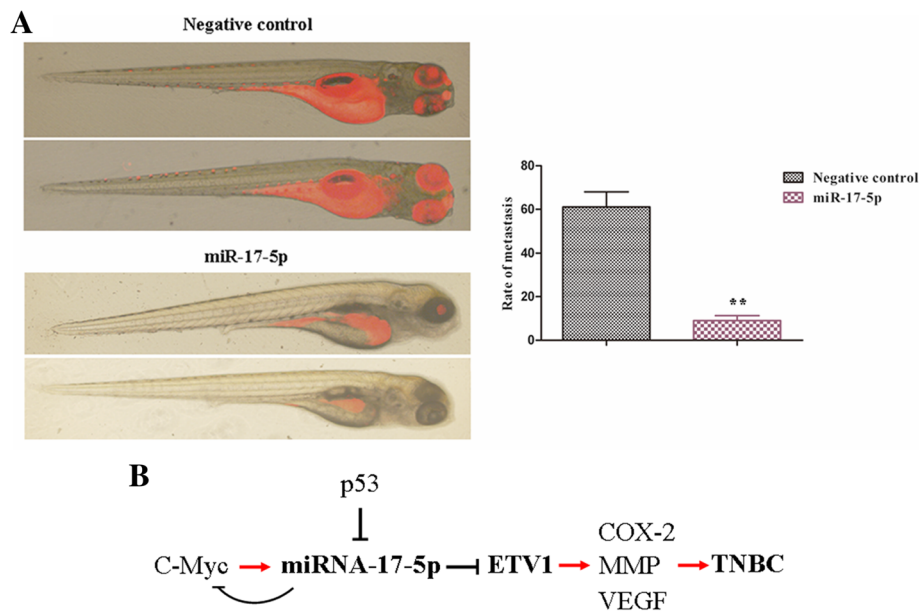 A
Negative control
miR-17-5p
80
60
40
20
0
Rate of metastasis
Negative control
miR-17-5p
**
B
p53
C-Myc miRNA-17-5p ETV1 COX-2 MMP VEGF TNBC